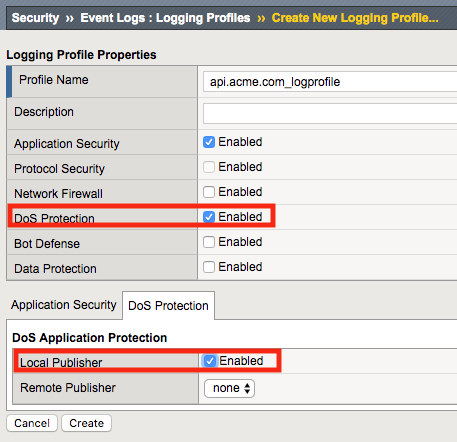 Security ›› Event Logs : Logging Profiles ›› Create New Logging Profile...
Logging Profile Properties
Profile Name api.acme.com_logprofile
Description
Application Security Enabled
Protocol Security Enabled
Network Firewall Enabled
DoS Protection Enabled
Bot Defense Enabled
Data Protection Enabled
Application Security DoS Protection
DoS Application Protection
Local Publisher Enabled
Remote Publisher none
Cancel Create